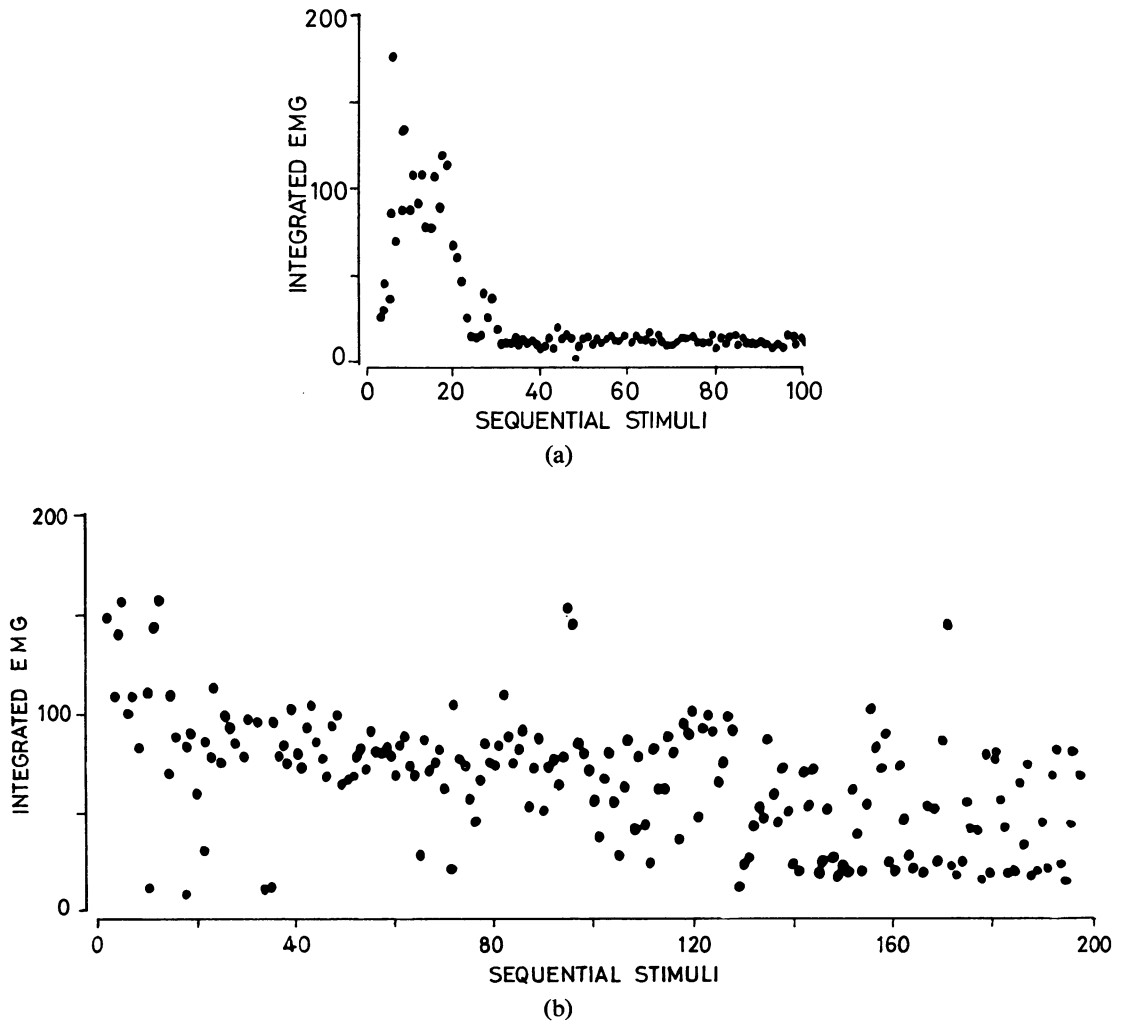 200
100
0
INTEGRATED EMG
0 20 40 60 80 100
SEQUENTIAL STIMULI
(a)
200
100
0
INTEGRATED EMG
0 40 80 120 160 200
SEQUENTIAL STIMULI
(b)